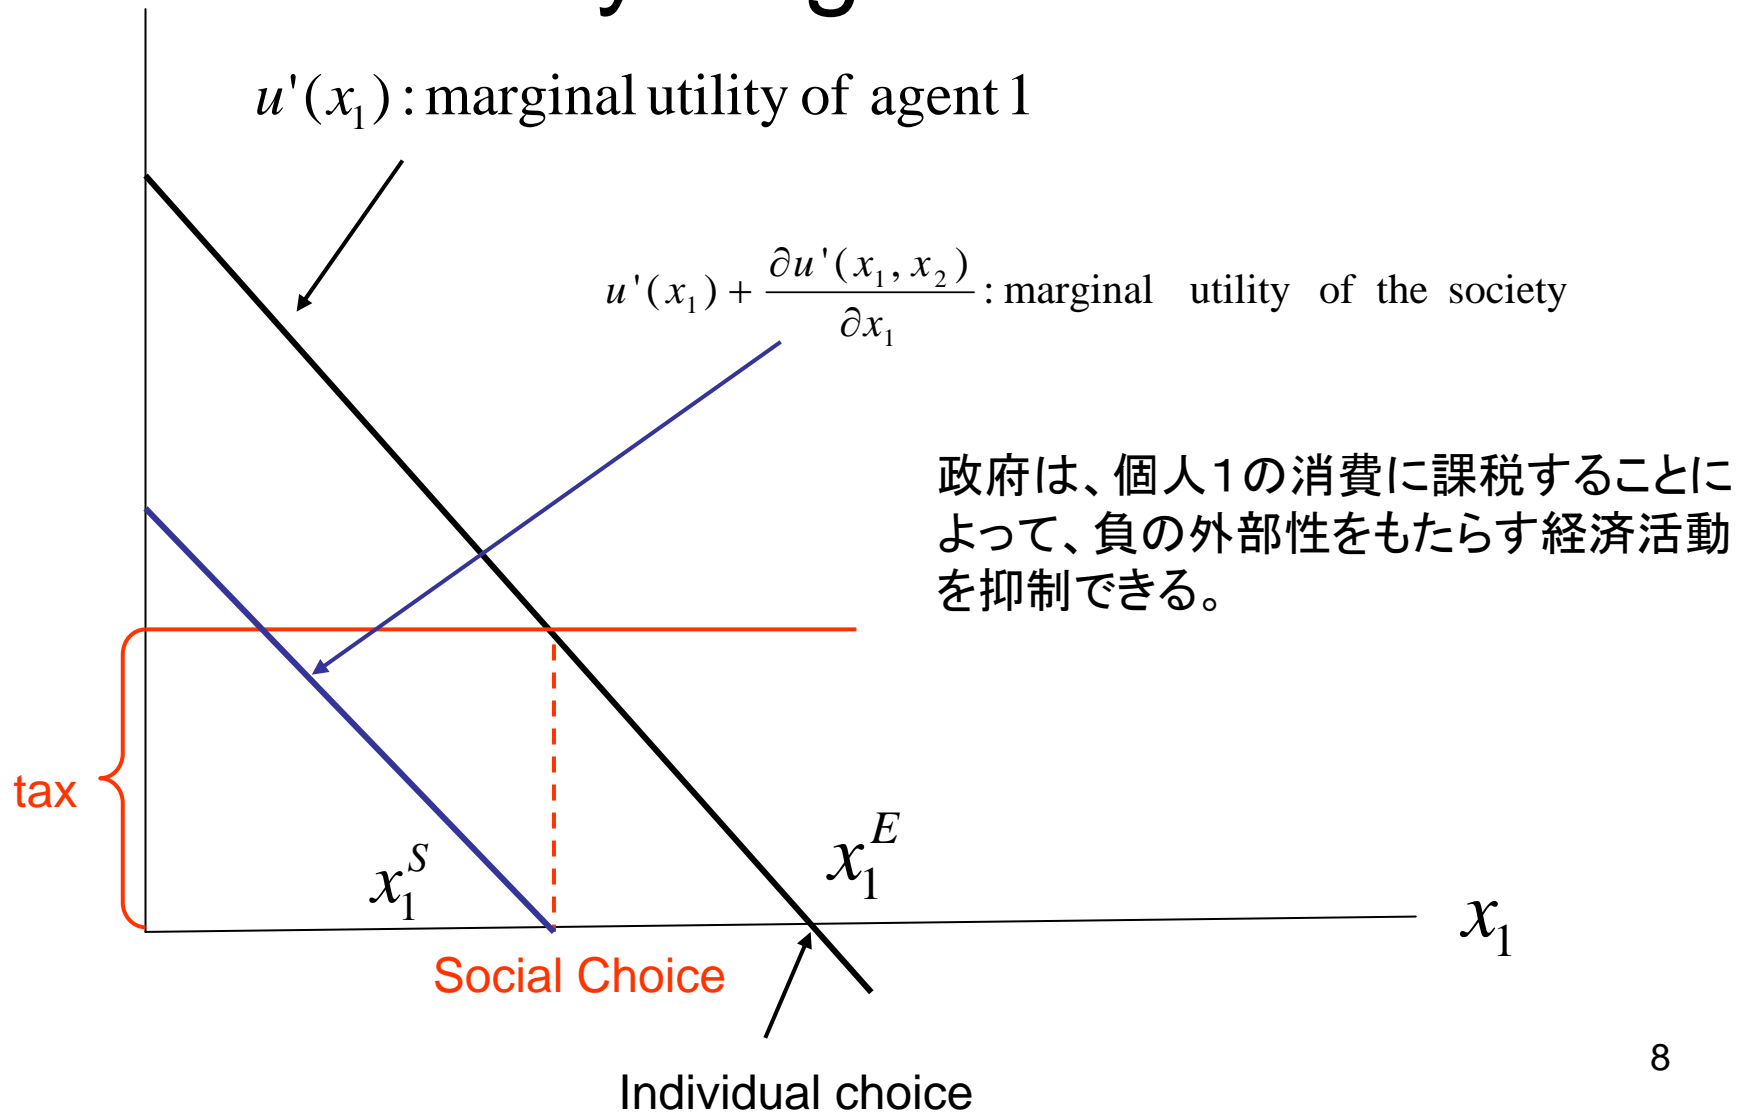 u'(x₁) : marginal utility of agent 1
u'(x₁) + ∂u'(x₁, x₂) / ∂x₁ : marginal utility of the society
政府は、個人１の消費に課税することに
よって、負の外部性をもたらす経済活動
を抑制できる。
tax
x₁ᔆ
x₁ᴱ
x₁
Social Choice
Individual choice
8